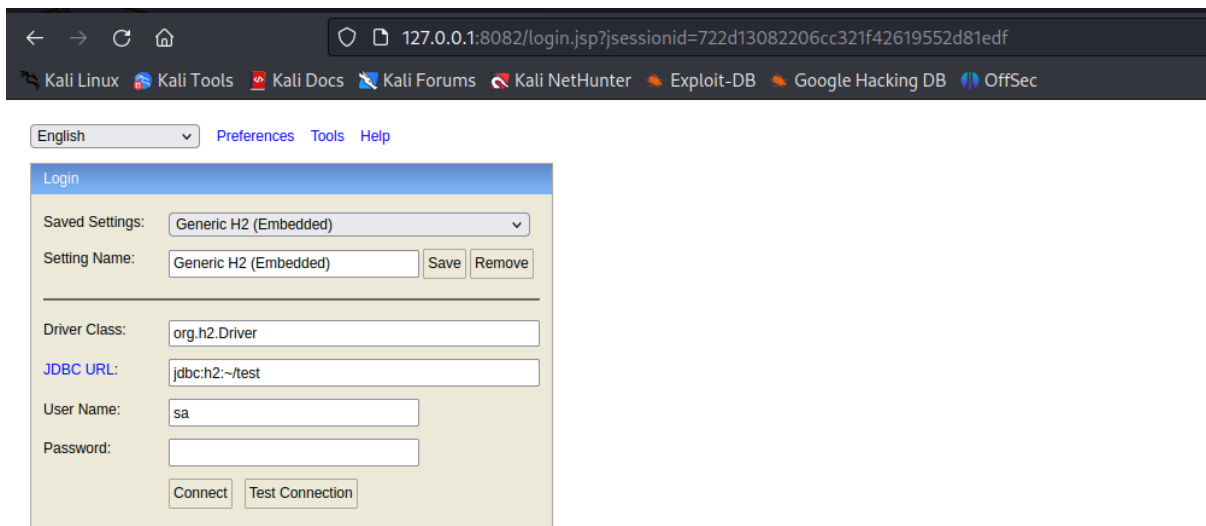 127.0.0.1:8082/login.jsp?jsessionid=722d13082206cc321f42619552d81edf
Kali Linux Kali Tools Kali Docs Kali Forums Kali NetHunter Exploit-DB Google Hacking DB OffSec
English Preferences Tools Help
Login
Saved Settings: Generic H2 (Embedded)
Setting Name: Generic H2 (Embedded) Save Remove
Driver Class: org.h2.Driver
JDBC URL: jdbc:h2:~/test
User Name: sa
Password:
Connect Test Connection